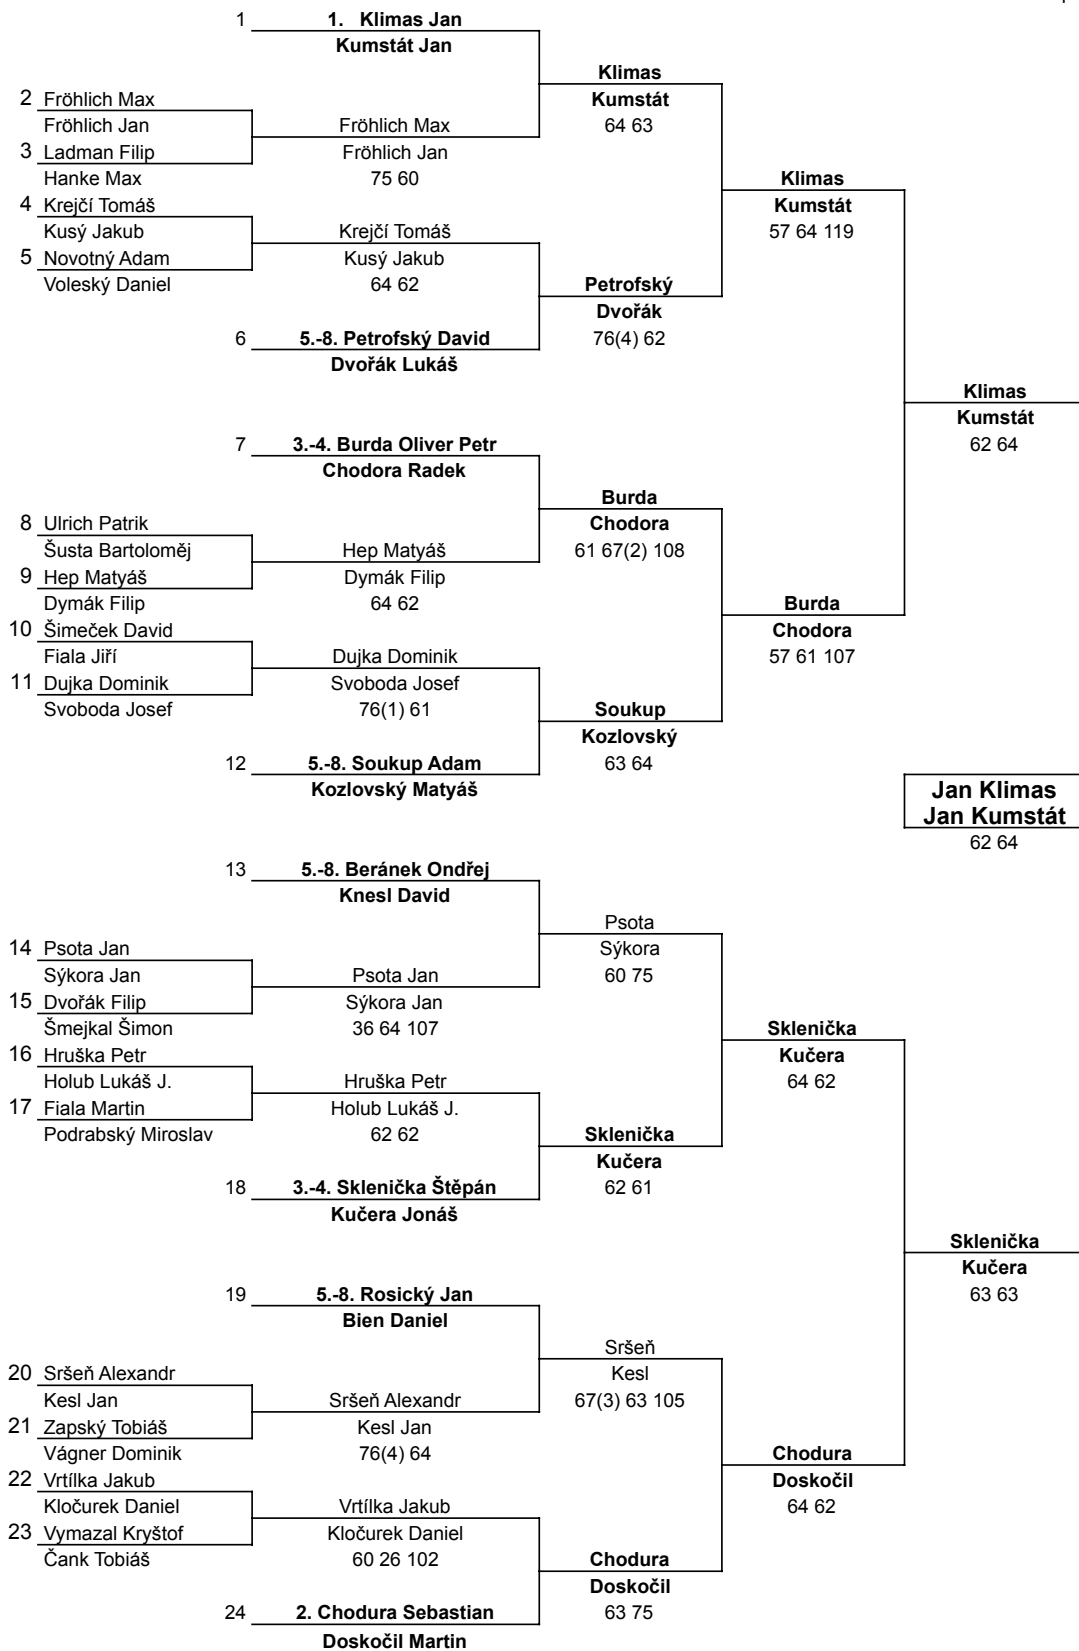 1 1. Klimas Jan
Kumstát Jan
Klimas
2 Fröhlich Max Kumstát
Fröhlich Jan Fröhlich Max 64 63
3 Ladman Filip Fröhlich Jan
Hanke Max 75 60 Klimas
4 Krejčí Tomáš Kumstát
Kusý Jakub Krejčí Tomáš 57 64 119
5 Novotný Adam Kusý Jakub
Voleský Daniel 64 62 Petrofský
Dvořák
6 5.-8. Petrofský David 76(4) 62
Dvořák Lukáš
Klimas
Kumstát
7 3.-4. Burda Oliver Petr 62 64
Chodora Radek
Burda
8 Ulrich Patrik Chodora
Šusta Bartoloměj Hep Matyáš 61 67(2) 108
9 Hep Matyáš Dymák Filip
Dymák Filip 64 62 Burda
10 Šimeček David Chodora
Fiala Jiří Dujka Dominik 57 61 107
11 Dujka Dominik Svoboda Josef
Svoboda Josef 76(1) 61 Soukup
Kozlovský
12 5.-8. Soukup Adam 63 64
Kozlovský Matyáš Jan Klimas
Jan Kumstát
62 64
13 5.-8. Beránek Ondřej
Knesl David
Psota
14 Psota Jan Sýkora
Sýkora Jan Psota Jan 60 75
15 Dvořák Filip Sýkora Jan
Šmejkal Šimon 36 64 107 Sklenička
16 Hruška Petr Kučera
Holub Lukáš J. Hruška Petr 64 62
17 Fiala Martin Holub Lukáš J.
Podrabský Miroslav 62 62 Sklenička
Kučera
18 3.-4. Sklenička Štěpán 62 61
Kučera Jonáš
Sklenička
Kučera
19 5.-8. Rosický Jan 63 63
Bien Daniel
Sršeň
20 Sršeň Alexandr Kesl
Kesl Jan Sršeň Alexandr 67(3) 63 105
21 Zapský Tobiáš Kesl Jan
Vágner Dominik 76(4) 64 Chodura
22 Vrtílka Jakub Doskočil
Kločurek Daniel Vrtílka Jakub 64 62
23 Vymazal Kryštof Kločurek Daniel
Čank Tobiáš 60 26 102 Chodura
Doskočil
24 2. Chodura Sebastian 63 75
Doskočil Martin